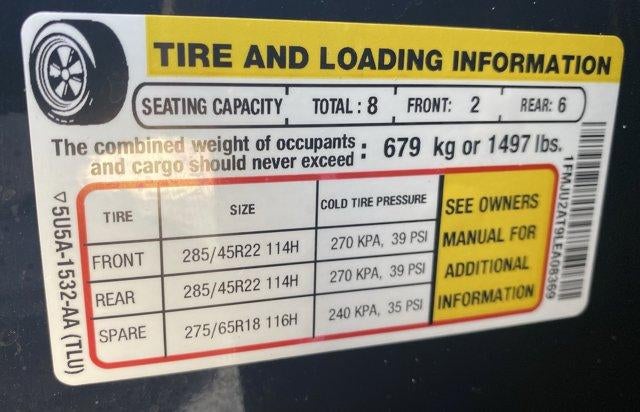 TIRE AND LOADING INFORMATION
SEATING CAPACITY TOTAL : 8 FRONT: 2 REAR: 6
The combined weight of occupants and cargo should never exceed : 679 kg or 1497 lbs.
TIRE SIZE COLD TIRE PRESSURE
FRONT 285/45R22 114H 270 KPA, 39 PSI
REAR 285/45R22 114H 270 KPA, 39 PSI
SPARE 275/65R18 116H 240 KPA, 35 PSI
SEE OWNERS
MANUAL FOR
ADDITIONAL
INFORMATION
5U5A-1532-AA (TLU)
1FMJU2AT9LEA08369